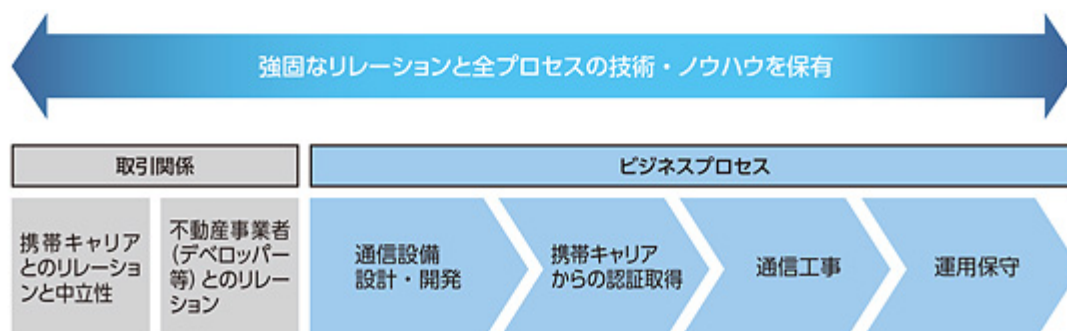 強固なリレーションと全プロセスの技術・ノウハウを保有
取引関係
ビジネスプロセス
携帯キャリア
とのリレーショ
ンと中立性
不動産事業者
(デベロッパー
等)とのリレー
ション
通信設備
設計・開発
携帯キャリア
からの認証取得
通信工事
運用保守